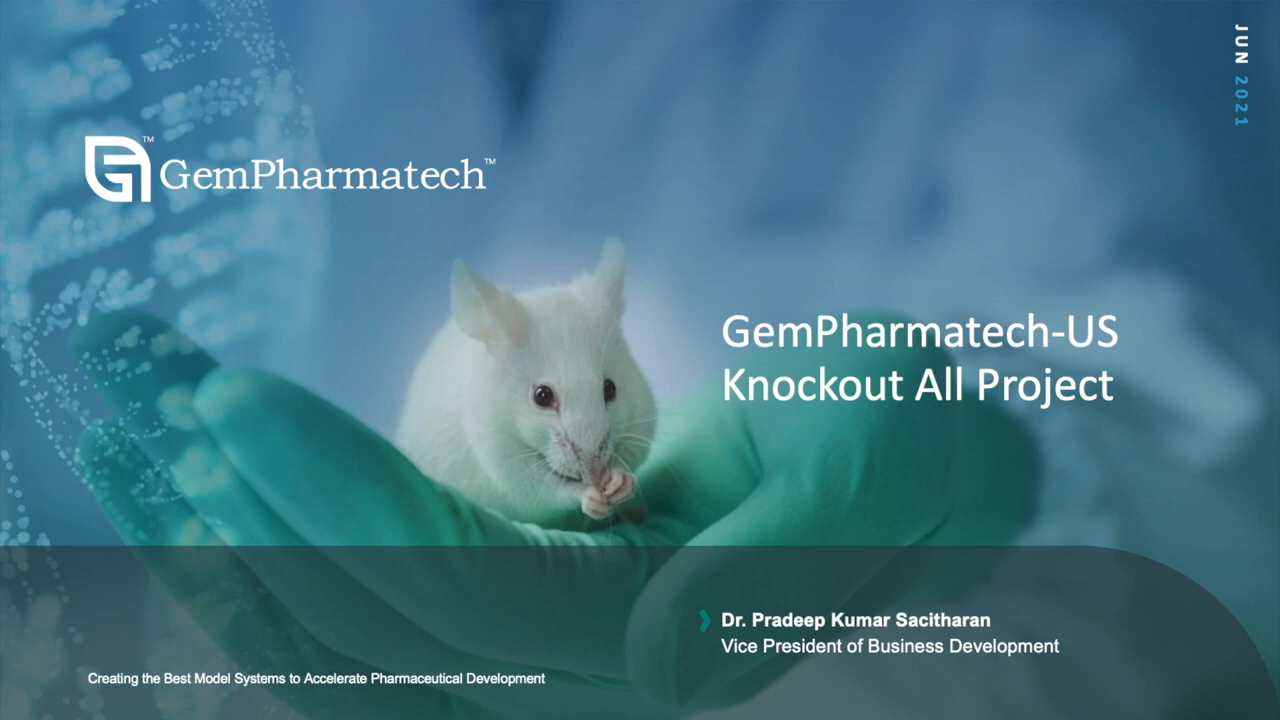 JUN 2021
GemPharmatech™
GemPharmatech-US
Knockout All Project
Dr. Pradeep Kumar Sacitharan
Vice President of Business Development
Creating the Best Model Systems to Accelerate Pharmaceutical Development